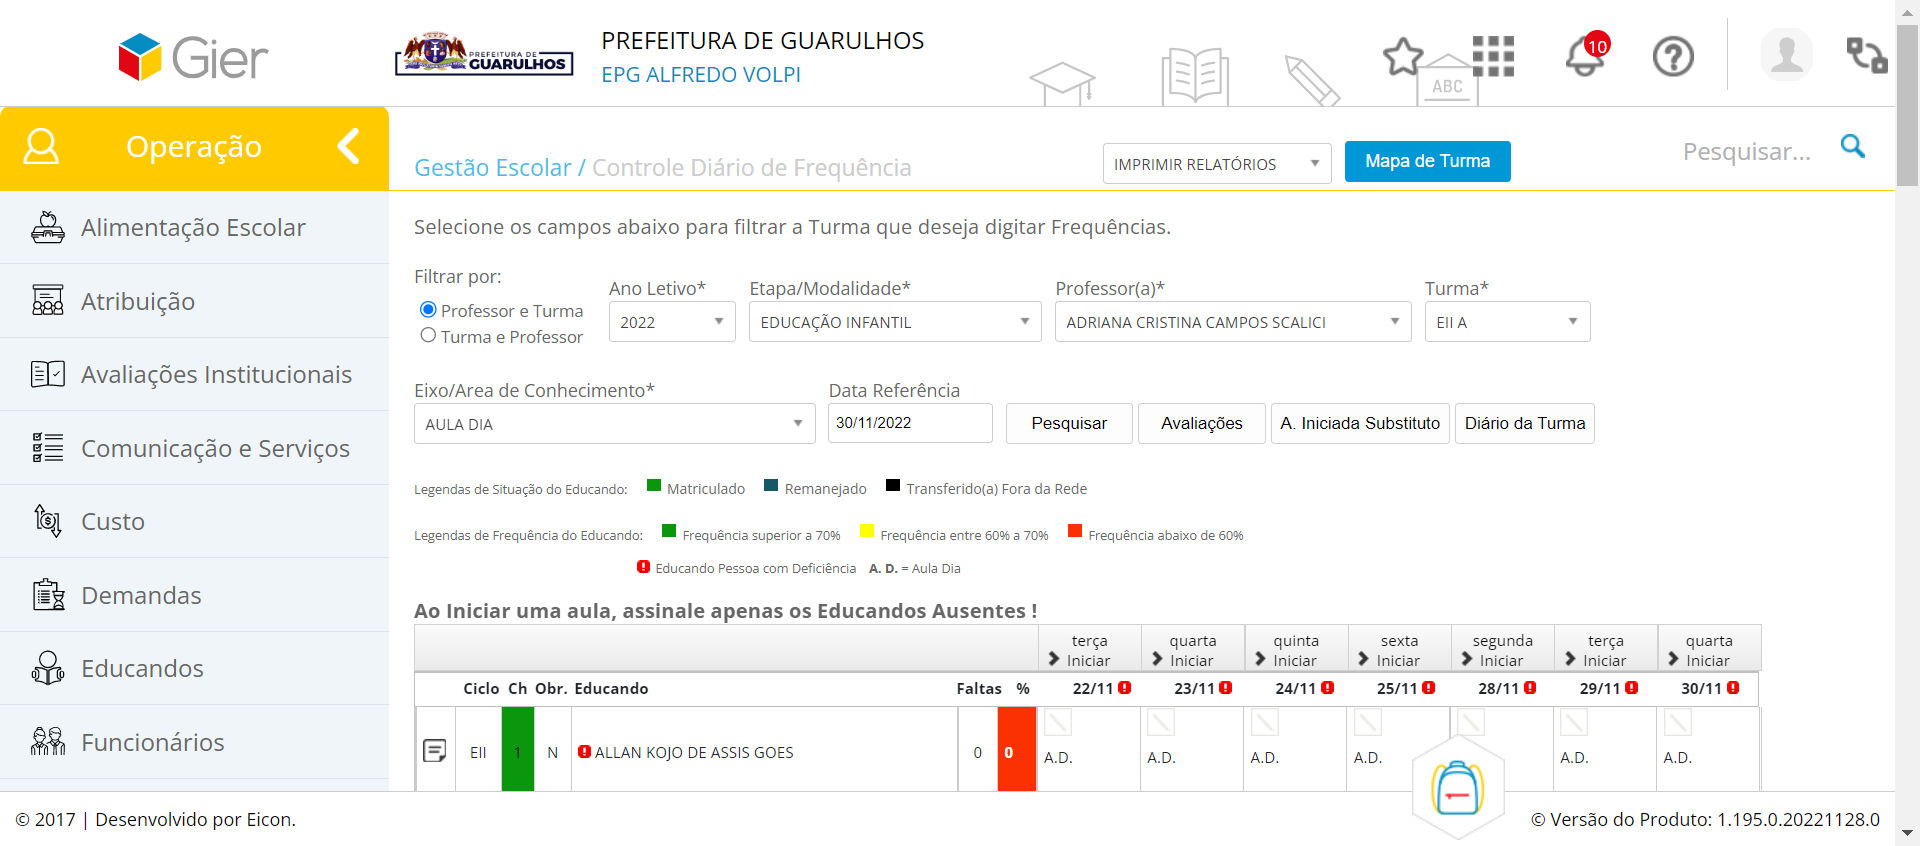 Gier
PREFEITURA DE
GUARULHOS
PREFEITURA DE GUARULHOS
EPG ALFREDO VOLPI
ABC
10
Operação
Gestão Escolar / Controle Diário de Frequência
IMPRIMIR RELATÓRIOS
Mapa de Turma
Pesquisar...
Alimentação Escolar
Atribuição
Avaliações Institucionais
Comunicação e Serviços
Custo
Demandas
Educandos
Funcionários
Selecione os campos abaixo para filtrar a Turma que deseja digitar Frequências.
Filtrar por:
Professor e Turma
Turma e Professor
Ano Letivo* Etapa/Modalidade* Professor(a)* Turma*
2022 EDUCAÇÃO INFANTIL ADRIANA CRISTINA CAMPOS SCALICI EII A
Eixo/Area de Conhecimento* Data Referência
AULA DIA 30/11/2022 Pesquisar Avaliações A. Iniciada Substituto Diário da Turma
Legendas de Situação do Educando: Matriculado Remanejado Transferido(a) Fora da Rede
Legendas de Frequência do Educando: Frequência superior a 70% Frequência entre 60% a 70% Frequência abaixo de 60%
Educando Pessoa com Deficiência A. D. = Aula Dia
Ao Iniciar uma aula, assinale apenas os Educandos Ausentes !
terça quarta quinta sexta segunda terça quarta
Iniciar Iniciar Iniciar Iniciar Iniciar Iniciar Iniciar
Ciclo Ch Obr. Educando Faltas % 22/11 23/11 24/11 25/11 28/11 29/11 30/11
EII 1 N ALLAN KOJO DE ASSIS GOES 0 0 A.D. A.D. A.D. A.D. A.D. A.D.
© 2017 | Desenvolvido por Eicon.
© Versão do Produto: 1.195.0.20221128.0